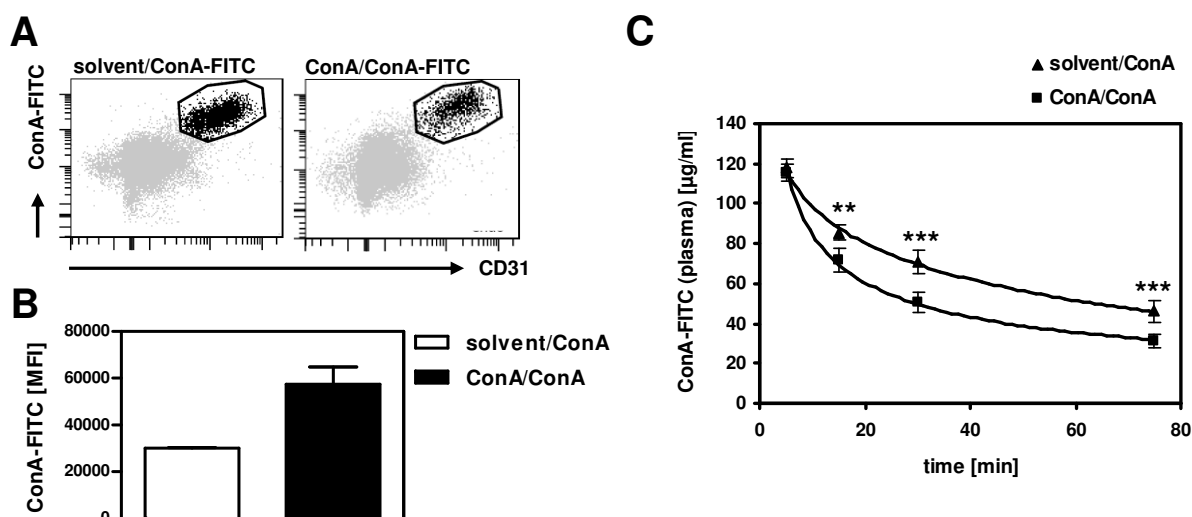 A
solvent/ConA-FITC
ConA/ConA-FITC
ConA-FITC
CD31
B
80000
60000
40000
20000
0
ConA-FITC [MFI]
solvent/ConA
ConA/ConA
C
solvent/ConA
ConA/ConA
140
120
100
80
60
40
20
0
ConA-FITC (plasma) [µg/ml]
**
***
***
0 20 40 60 80
time [min]